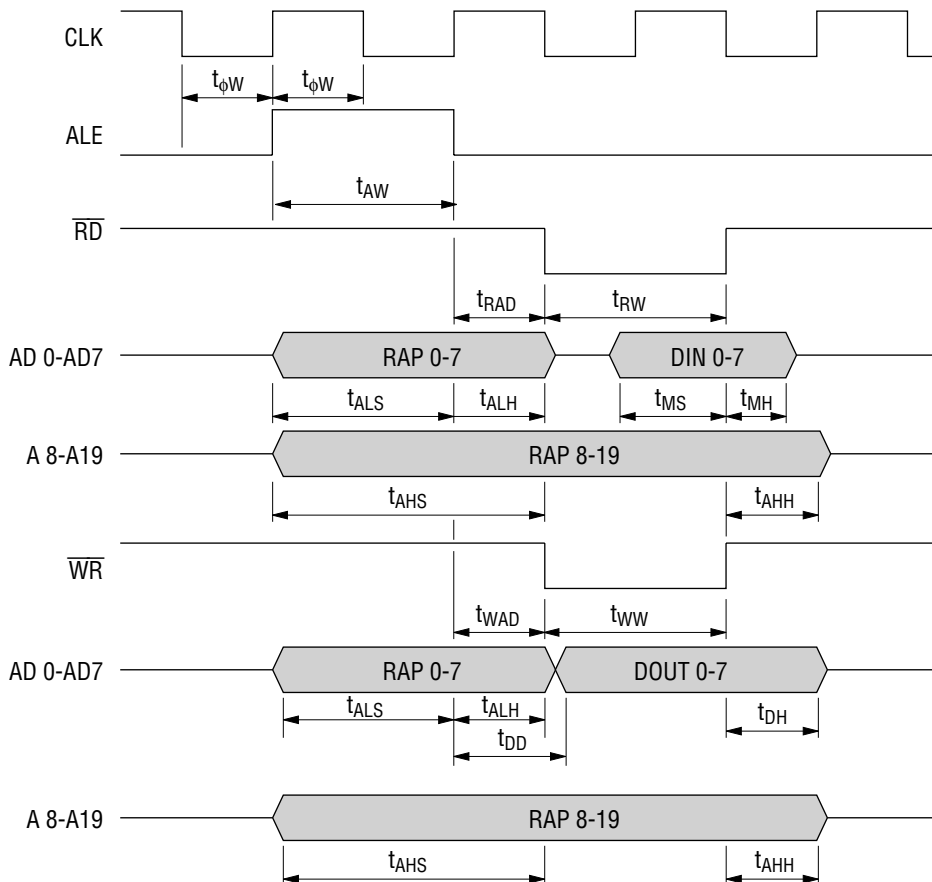 CLK
tϕW tϕW
ALE
tAW
RD
tRAD tRW
AD 0-AD7 RAP 0-7 DIN 0-7
tALS tALH tMS tMH
A 8-A19 RAP 8-19
tAHS tAHH
WR
tWAD tWW
AD 0-AD7 RAP 0-7 DOUT 0-7
tALS tALH tDH
tDD
A 8-A19 RAP 8-19
tAHS tAHH